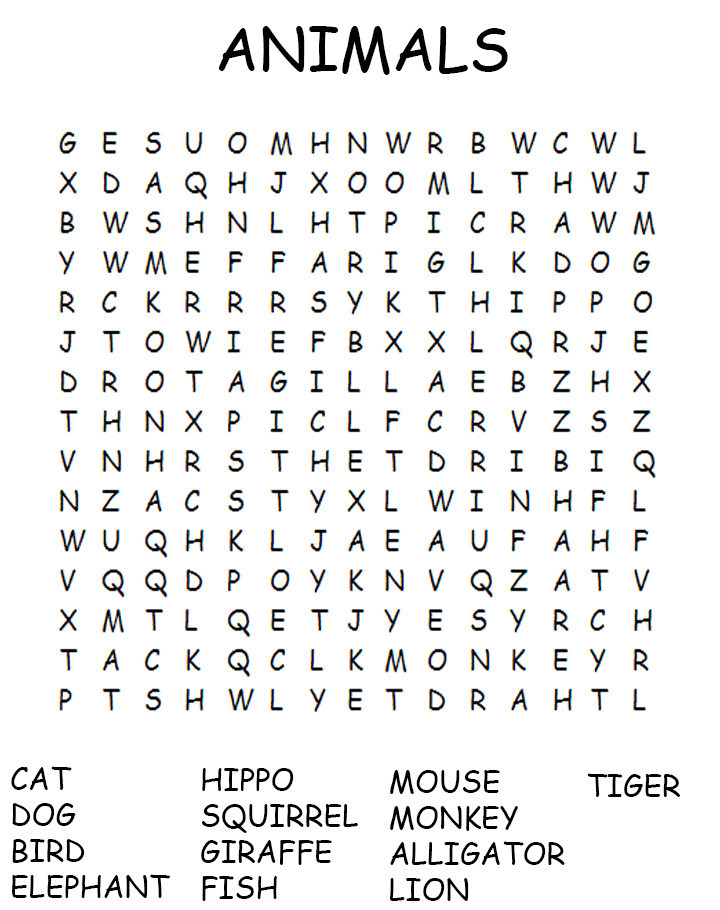 ANIMALS
G E S U O M H N W R B W C W L
X D A Q H J X O O M L T H W J
B W S H N L H T P I C R A W M
Y W M E F F A R I G L K D O G
R C K R R R S Y K T H I P P O
J T O W I E F B X X L Q R J E
D R O T A G I L L A E B Z H X
T H N X P I C L F C R V Z S Z
V N H R S T H E T D R I B I Q
N Z A C S T Y X L W I N H F L
W U Q H K L J A E A U F A H F
V Q Q D P O Y K N V Q Z A T V
X M T L Q E T J Y E S Y R C H
T A C K Q C L K M O N K E Y R
P T S H W L Y E T D R A H T L
CAT HIPPO MOUSE TIGER
DOG SQUIRREL MONKEY
BIRD GIRAFFE ALLIGATOR
ELEPHANT FISH LION